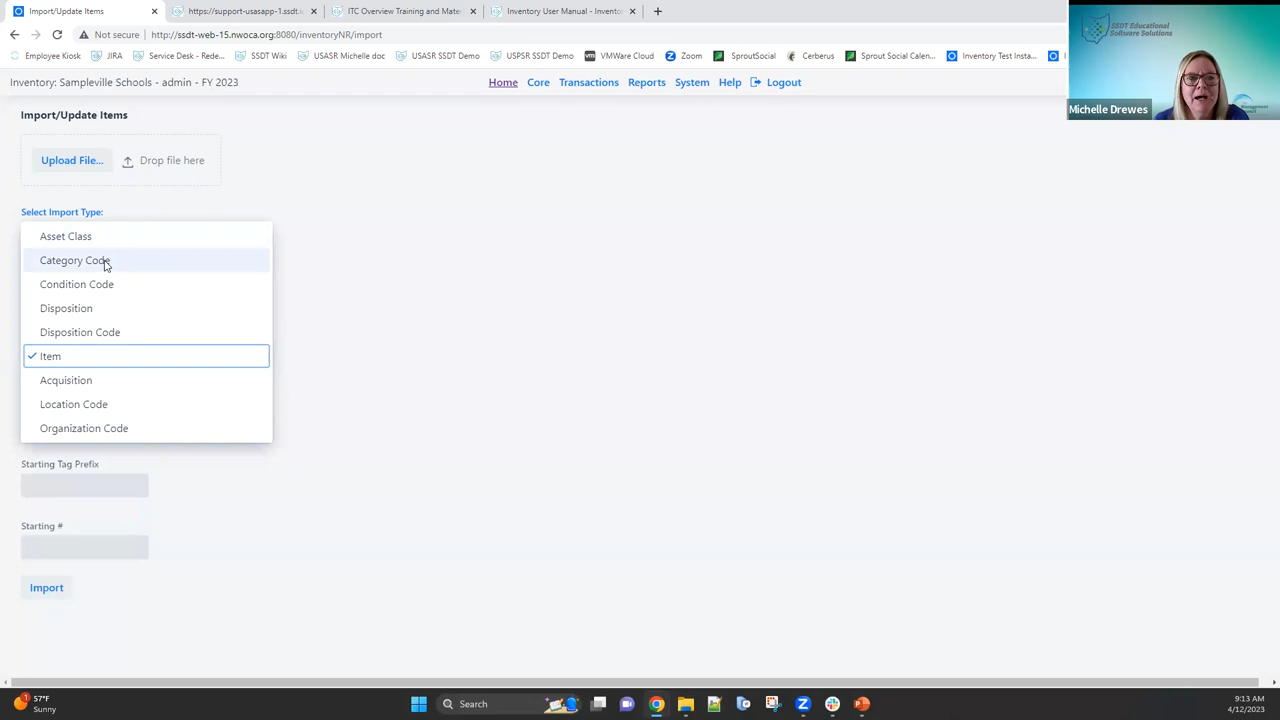 Import/Update Items
https://support-usasapp-1.ssdt.i
ITC Overview Training and Mater
Inventory User Manual - Invento
Not secure
http://ssdt-web-15.nwoca.org:8080/inventoryNR/import
Employee Kiosk
JIRA
Service Desk - Rede...
SSDT Wiki
USASR Michelle doc
USASR SSDT Demo
USPSR SSDT Demo
VMWare Cloud
Zoom
SproutSocial
Cerberus
Sprout Social Calen...
Inventory Test Insta...
SSDT Educational
Software Solutions
Michelle Drewes
Inventory: Sampleville Schools - admin - FY 2023
Home
Core
Transactions
Reports
System
Help
Logout
Import/Update Items
Upload File...
Drop file here
Select Import Type:
Asset Class
Category Code
Condition Code
Disposition
Disposition Code
Item
Acquisition
Location Code
Organization Code
Starting Tag Prefix
Starting #
Import
1
57°F
Sunny
Search
9:13 AM
4/12/2023